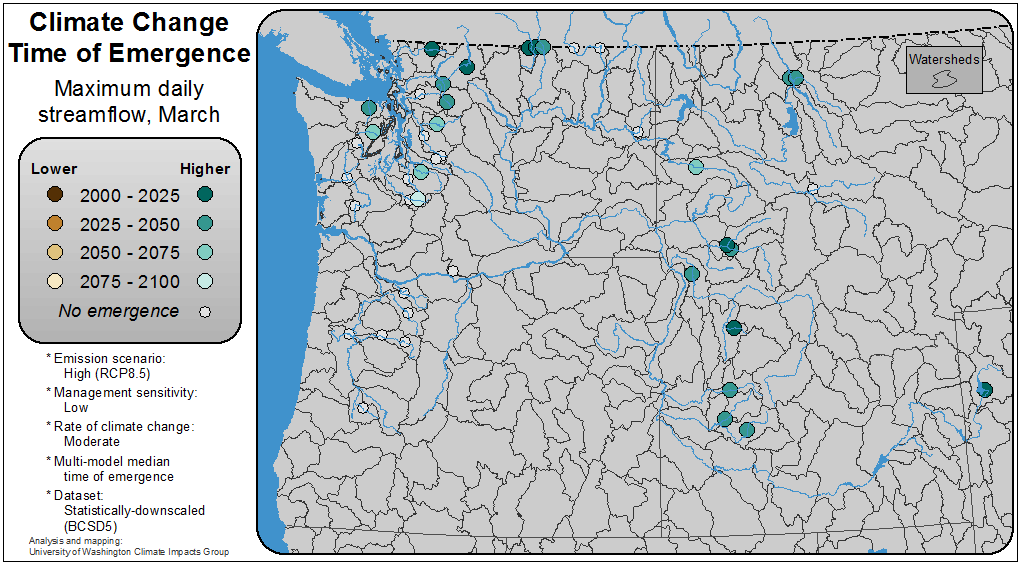 Climate Change
Time of Emergence
Maximum daily
streamflow, March
Lower Higher
2000 - 2025
2025 - 2050
2050 - 2075
2075 - 2100
No emergence
* Emission scenario:
High (RCP8.5)
* Management sensitivity:
Low
* Rate of climate change:
Moderate
* Multi-model median
time of emergence
* Dataset:
Statistically-downscaled
(BCSD5)
Analysis and mapping:
University of Washington Climate Impacts Group
Watersheds